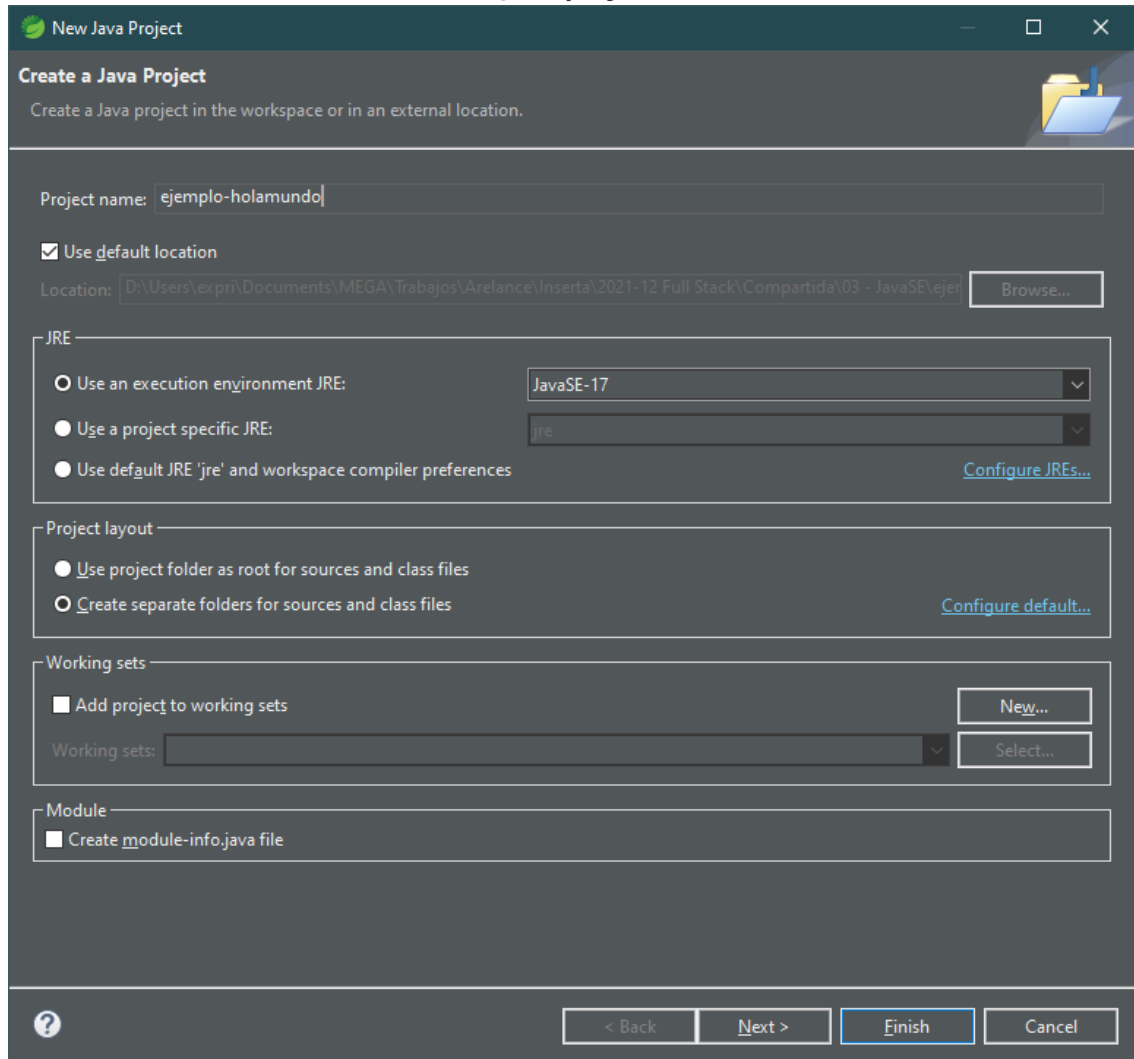 New Java Project
Create a Java Project
Create a Java project in the workspace or in an external location.
Project name: ejemplo-holamundo
Use default location
Location: D:\Users\expri\Documents\MEGA\Trabajos\Arelance\Inserta\2021-12 Full Stack\Compartida\03 - JavaSE\ejer Browse...
JRE
Use an execution environment JRE: JavaSE-17
Use a project specific JRE: jre
Use default JRE 'jre' and workspace compiler preferences Configure JREs...
Project layout
Use project folder as root for sources and class files
Create separate folders for sources and class files Configure default...
Working sets
Add project to working sets New...
Working sets: Select...
Module
Create module-info.java file
? < Back Next > Finish Cancel